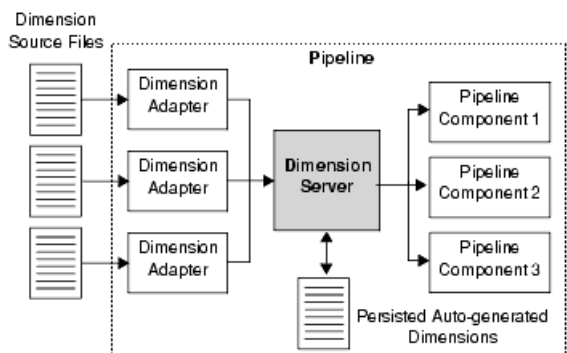 Dimension
Source Files
Pipeline
Dimension
Adapter
Dimension
Adapter
Dimension
Adapter
Dimension
Server
Pipeline
Component 1
Pipeline
Component 2
Pipeline
Component 3
Persisted Auto-generated
Dimensions